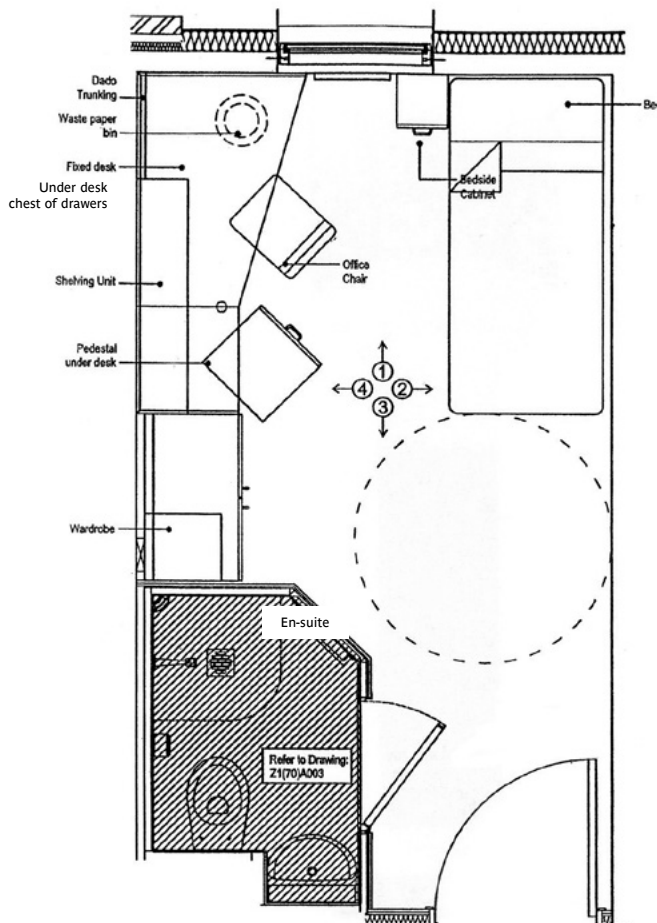 Dado
Trunking
Waste paper
bin
Fixed desk
Under desk
chest of drawers
Shelving Unit
Pedestal
under desk
Wardrobe
Be
Bedside
Cabinet
Office
Chair
1
4 2
3
En-suite
Refer to Drawing:
Z1(70)A003